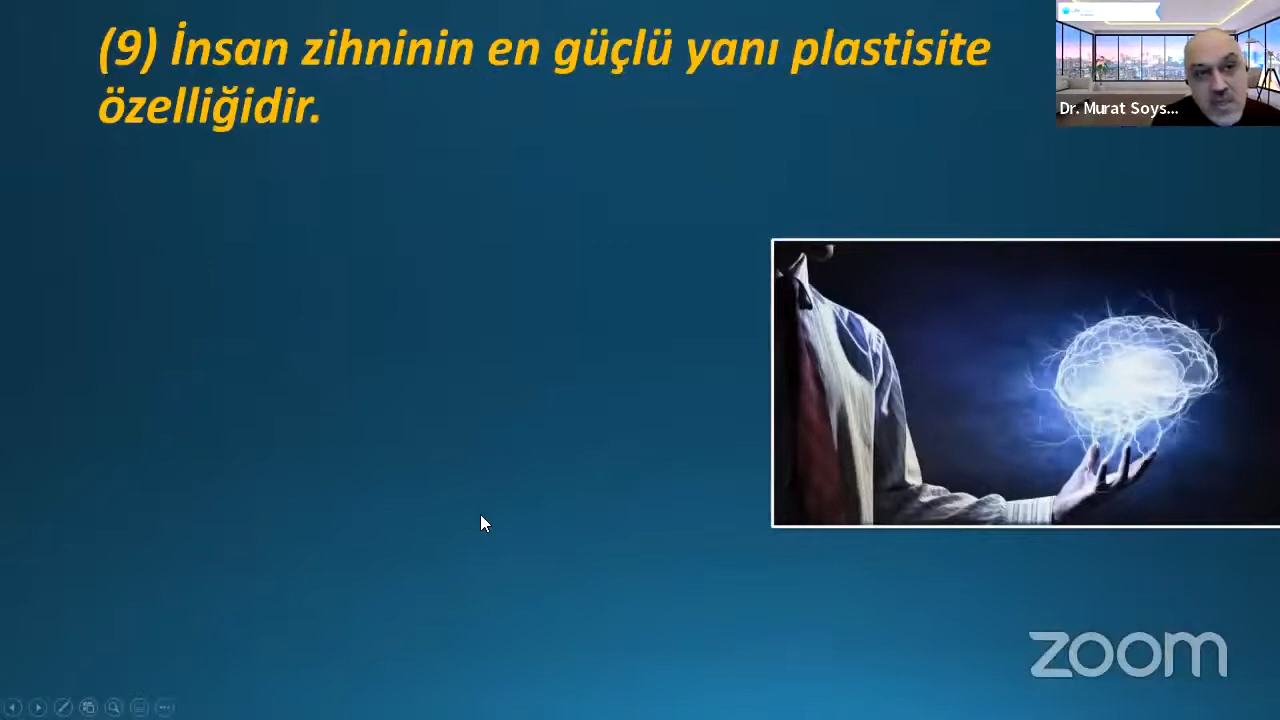 (9) İnsan zihninin en güçlü yanı plastisite
özelliğidir.
Dr. Murat Soys...
zoom